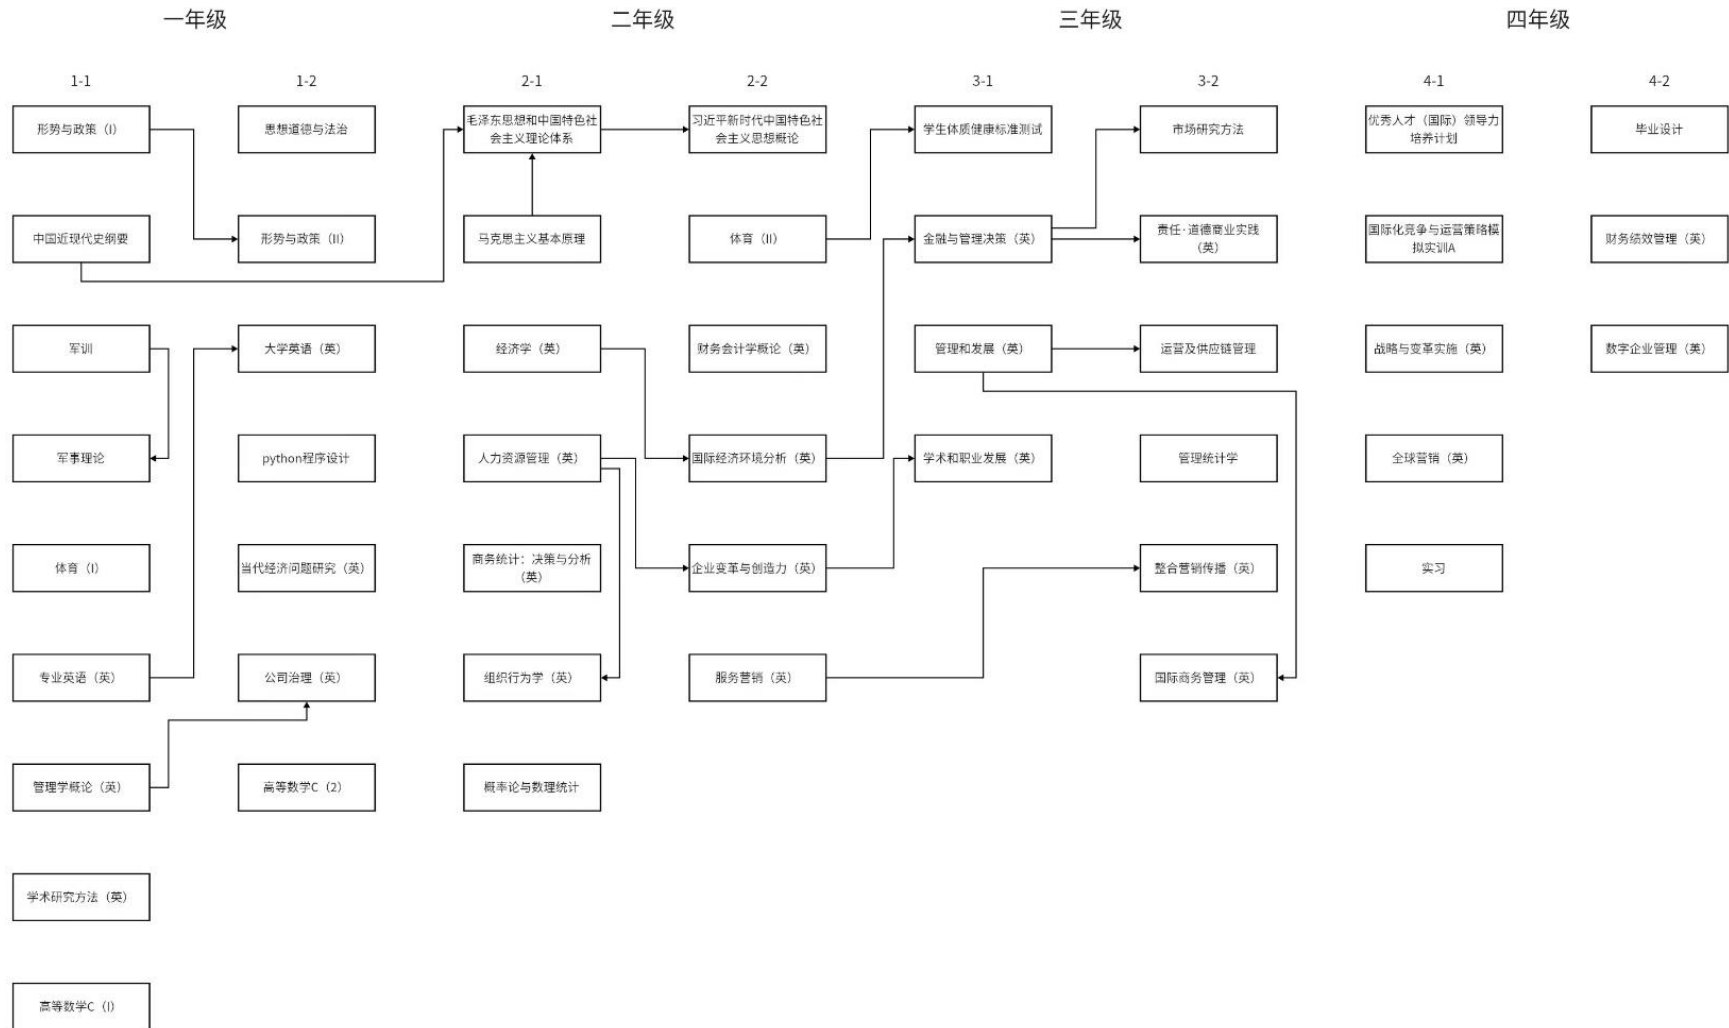 一年级
二年级
三年级
四年级
1-1
1-2
2-1
2-2
3-1
3-2
4-1
4-2
形势与政策（I）
思想道德与法治
毛泽东思想和中国特色社
会主义理论体系
习近平新时代中国特色社
会主义思想概论
学生体质健康标准测试
市场研究方法
优秀人才（国际）领导力
培养计划
毕业设计
中国近现代史纲要
形势与政策（II）
马克思主义基本原理
体育（II）
金融与管理决策（英）
责任·道德商业实践
（英）
国际化竞争与运营策略模
拟实训A
财务绩效管理（英）
军训
大学英语（英）
经济学（英）
财务会计学概论（英）
管理和发展（英）
运营及供应链管理
战略与变革实施（英）
数字企业管理（英）
军事理论
python程序设计
人力资源管理（英）
国际经济环境分析（英）
学术和职业发展（英）
管理统计学
全球营销（英）
体育（I）
当代经济问题研究（英）
商务统计：决策与分析
（英）
企业变革与创造力（英）
整合营销传播（英）
实习
专业英语（英）
公司治理（英）
组织行为学（英）
服务营销（英）
国际商务管理（英）
管理学概论（英）
高等数学C（2）
概率论与数理统计
学术研究方法（英）
高等数学C（I）